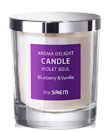 AROMA DELIGHT
CANDLE
VIOLET SOUL
Blueberry & Vanilla
the SAEM